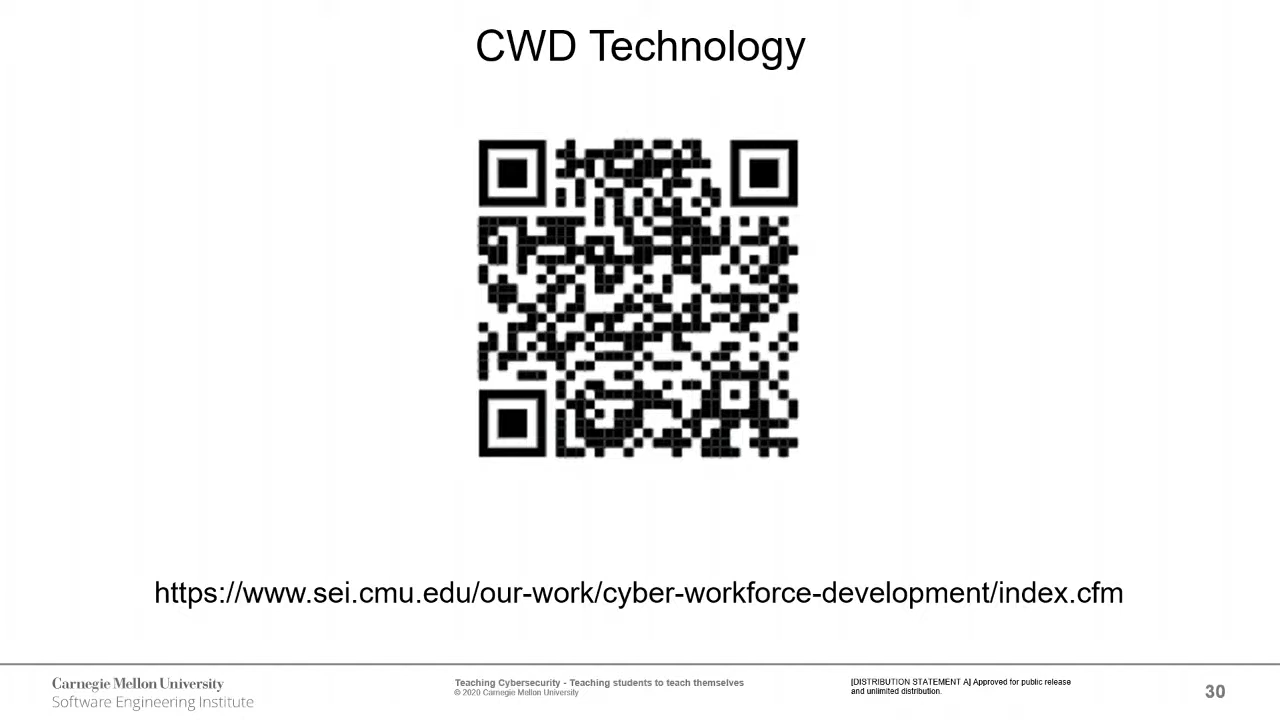 CWD Technology
https://www.sei.cmu.edu/our-work/cyber-workforce-development/index.cfm
Carnegie Mellon University
Software Engineering Institute
Teaching Cybersecurity - Teaching students to teach themselves
© 2020 Carnegie Mellon University
[DISTRIBUTION STATEMENT A] Approved for public release
and unlimited distribution.
30